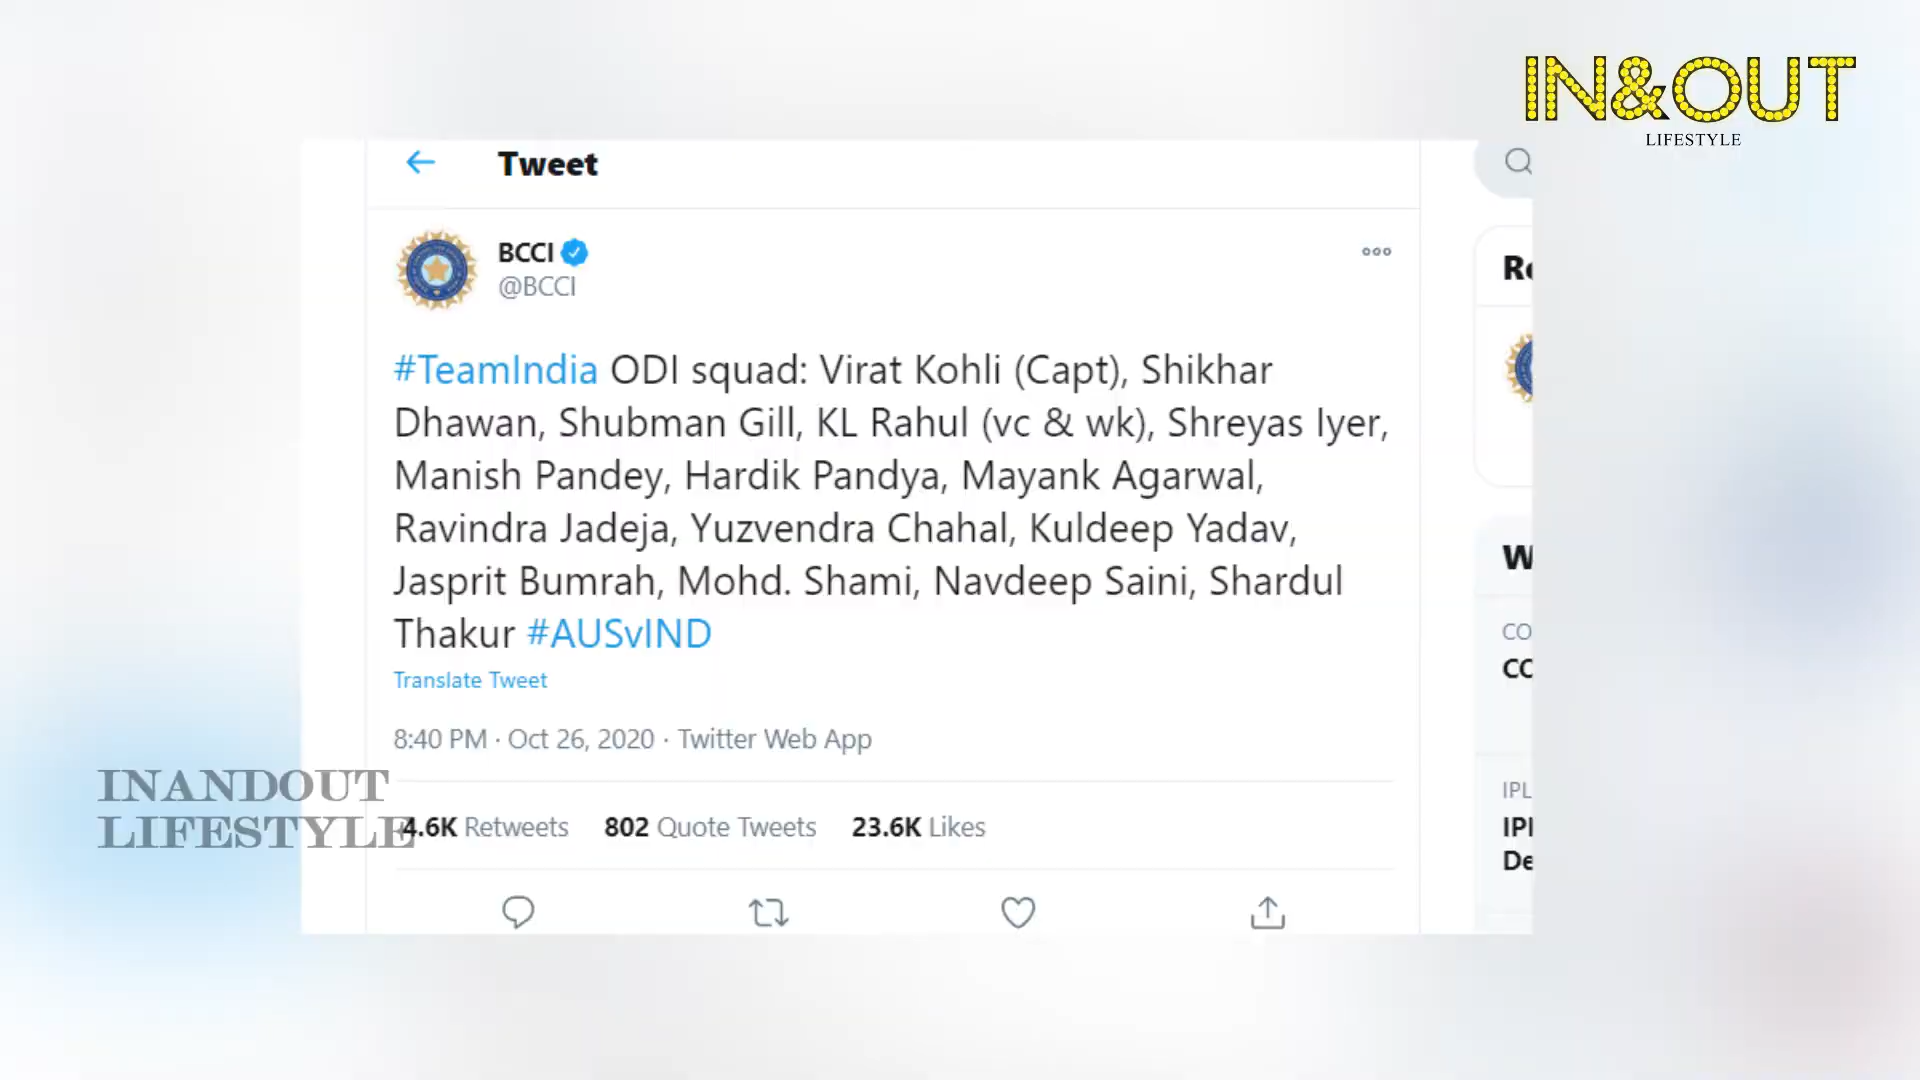 IN&OUT
LIFESTYLE
Tweet
BCCI
@BCCI
#TeamIndia ODI squad: Virat Kohli (Capt), Shikhar
Dhawan, Shubman Gill, KL Rahul (vc & wk), Shreyas Iyer,
Manish Pandey, Hardik Pandya, Mayank Agarwal,
Ravindra Jadeja, Yuzvendra Chahal, Kuldeep Yadav,
Jasprit Bumrah, Mohd. Shami, Navdeep Saini, Shardul
Thakur #AUSvIND
Translate Tweet
8:40 PM · Oct 26, 2020 · Twitter Web App
4.6K Retweets 802 Quote Tweets 23.6K Likes
INANDOUT
LIFESTYLE
IPL